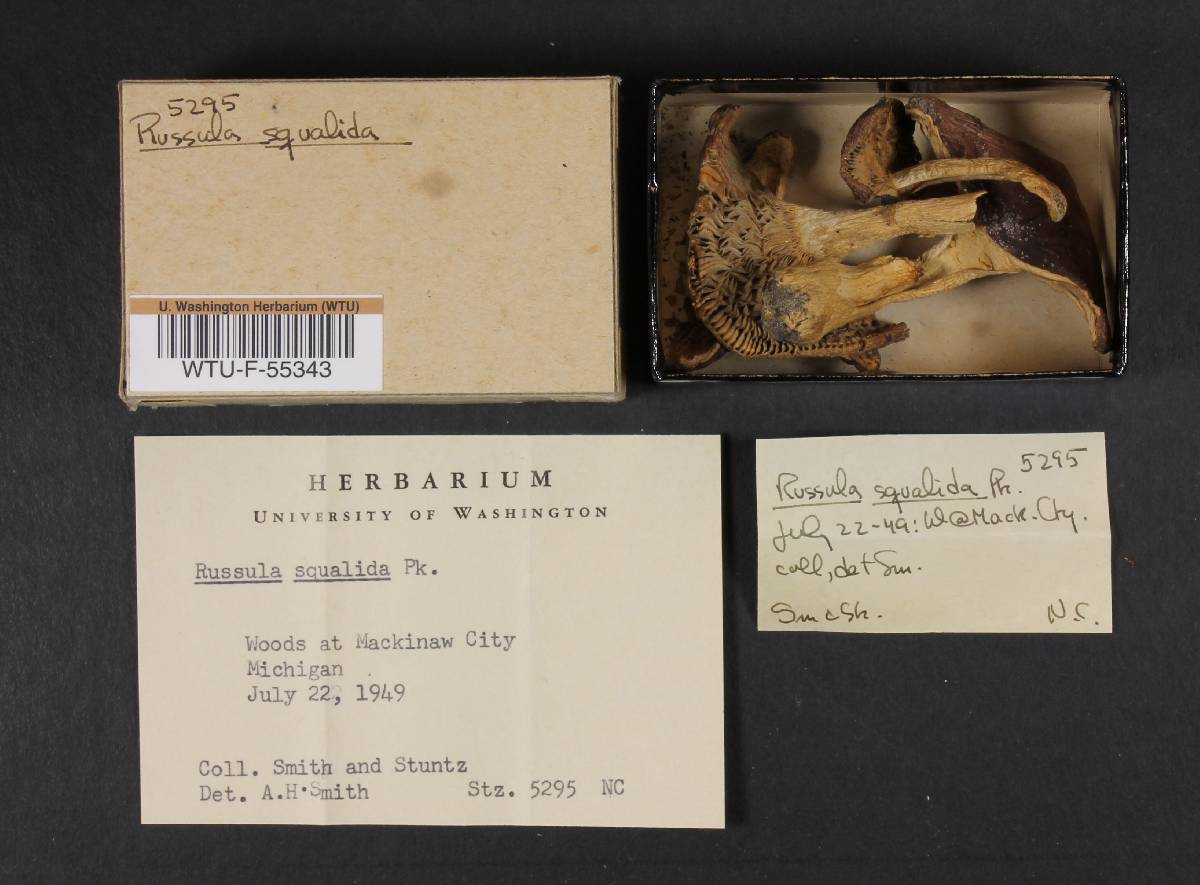 5295
Russula squalida
U. Washington Herbarium (WTU)
WTU-F-55343
HERBARIUM
UNIVERSITY OF WASHINGTON
Russula squalida Pk.
Woods at Mackinaw City
Michigan
July 22, 1949
Coll. Smith and Stuntz
Det. A.H.Smith Stz. 5295 NC
5295
Russula squalida Pk.
July 22-49: W@Mack. Cty.
coll, det Sm.
Sm c Sk. N.C.